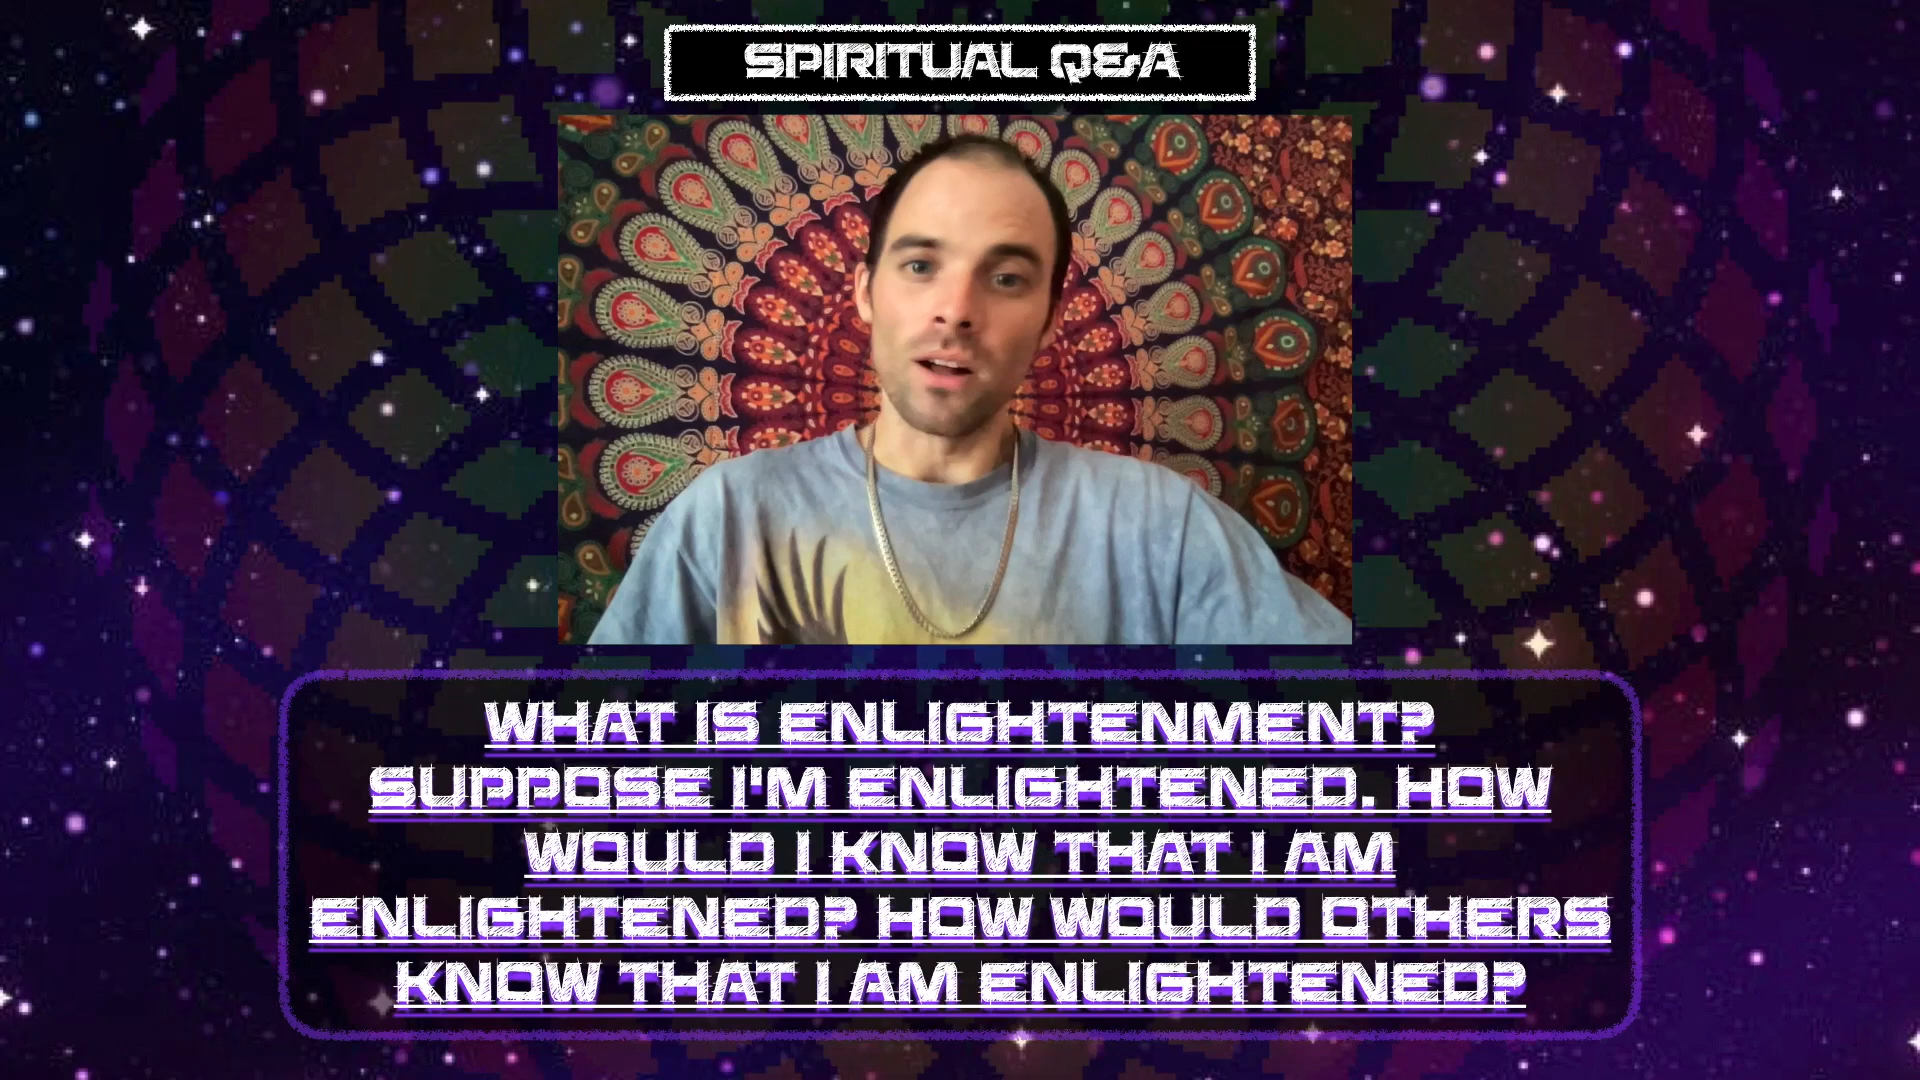 SPIRITUAL Q&A
WHAT IS ENLIGHTENMENT?
SUPPOSE I'M ENLIGHTENED. HOW
WOULD I KNOW THAT I AM
ENLIGHTENED? HOW WOULD OTHERS
KNOW THAT I AM ENLIGHTENED?